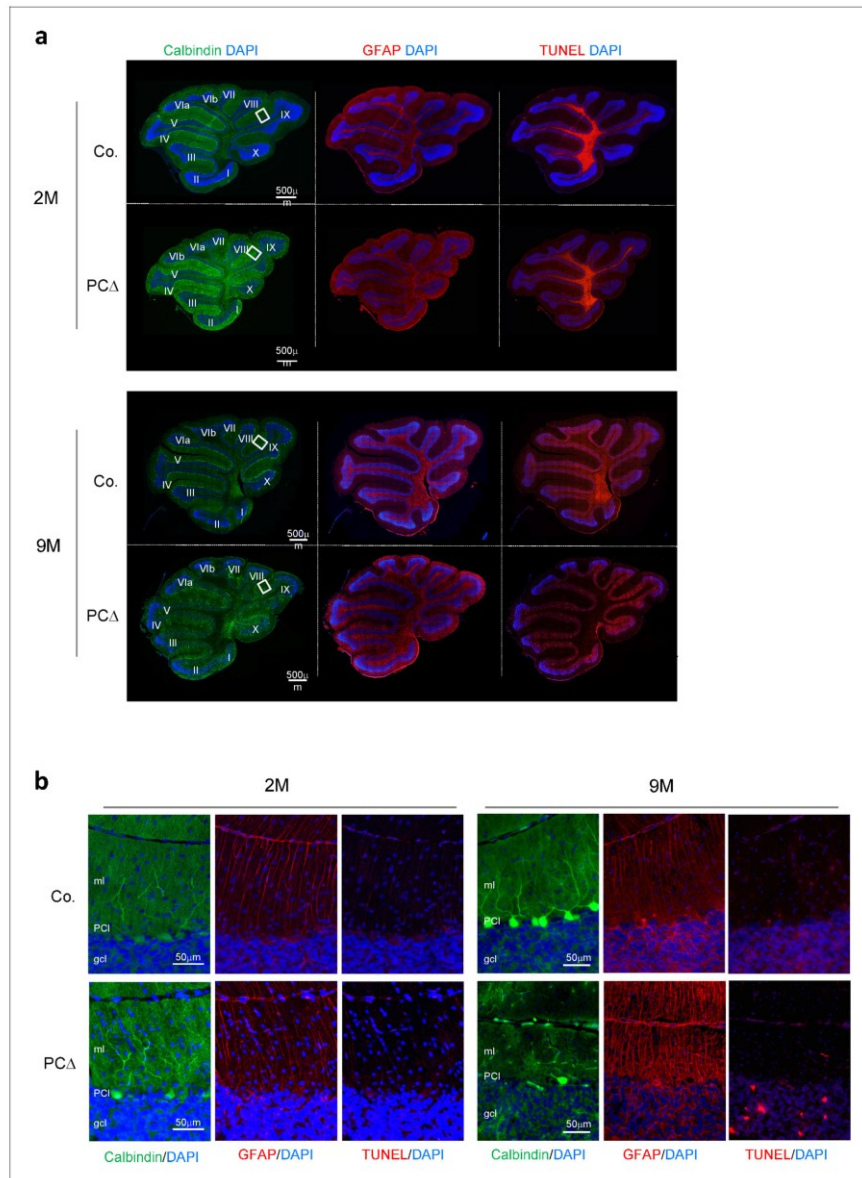 a
Calbindin DAPI GFAP DAPI TUNEL DAPI
2M
Co.
VIa VIb VII VIII IX
V
IV
III X
II I
500μ
m
PCΔ
VIb VIa VII VIII IX
V
IV X
III
II I
500μ
m
9M
Co.
VIa VIb VII VIII IX
V
IV X
III
II I
500μ
m
PCΔ
VIa VIb VII VIII IX
V
IV X
III
II I
500μ
m
b
2M 9M
Co.
ml ml
PCl PCl
gcl 50μm gcl 50μm
PCΔ
ml ml
PCl PCl
gcl 50μm gcl 50μm
Calbindin/DAPI GFAP/DAPI TUNEL/DAPI Calbindin/DAPI GFAP/DAPI TUNEL/DAPI